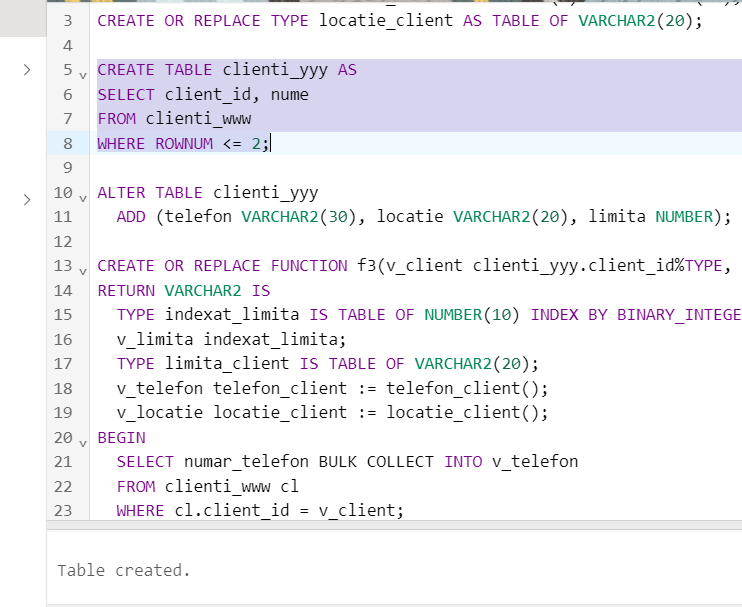 3 CREATE OR REPLACE TYPE locatie_client AS TABLE OF VARCHAR2(20);
4
5 CREATE TABLE clienti_yyy AS
6 SELECT client_id, nume
7 FROM clienti_www
8 WHERE ROWNUM <= 2;
9
10 ALTER TABLE clienti_yyy
11 ADD (telefon VARCHAR2(30), locatie VARCHAR2(20), limita NUMBER);
12
13 CREATE OR REPLACE FUNCTION f3(v_client clienti_yyy.client_id%TYPE,
14 RETURN VARCHAR2 IS
15 TYPE indexat_limita IS TABLE OF NUMBER(10) INDEX BY BINARY_INTEGE
16 v_limita indexat_limita;
17 TYPE limita_client IS TABLE OF VARCHAR2(20);
18 v_telefon telefon_client := telefon_client();
19 v_locatie locatie_client := locatie_client();
20 BEGIN
21 SELECT numar_telefon BULK COLLECT INTO v_telefon
22 FROM clienti_www cl
23 WHERE cl.client_id = v_client;
Table created.